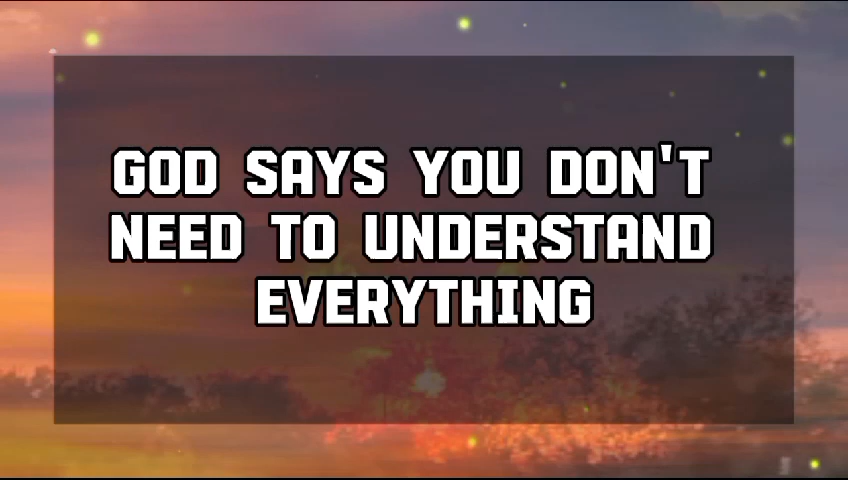 GOD SAYS YOU DON'T
NEED TO UNDERSTAND
EVERYTHING